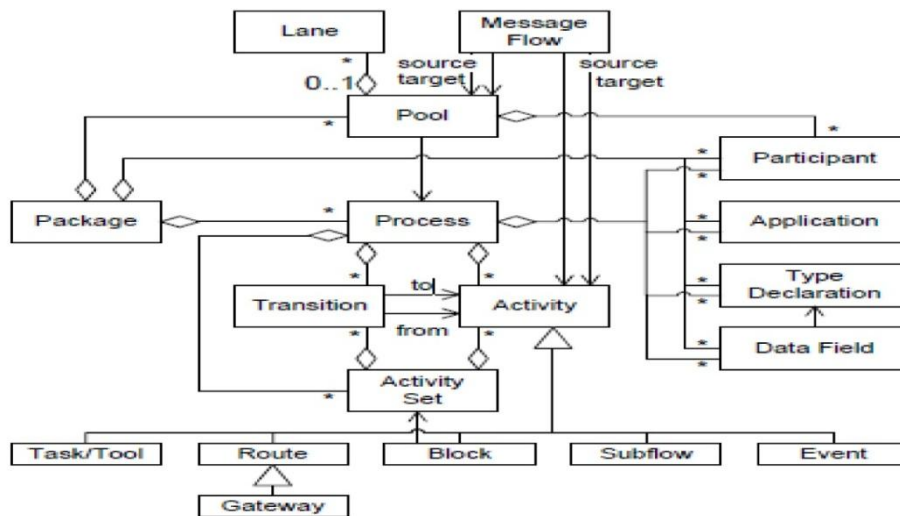 Lane
Message
Flow
*
0..1
source
target
source
target
Pool
*
*
*
Participant
*
Package
*
Process
*
Application
*
*
*
to
*
Type
Declaration
*
Transition
Activity
from
*
*
*
Data Field
*
Activity
Set
*
Task/Tool
Route
Block
Subflow
Event
Gateway